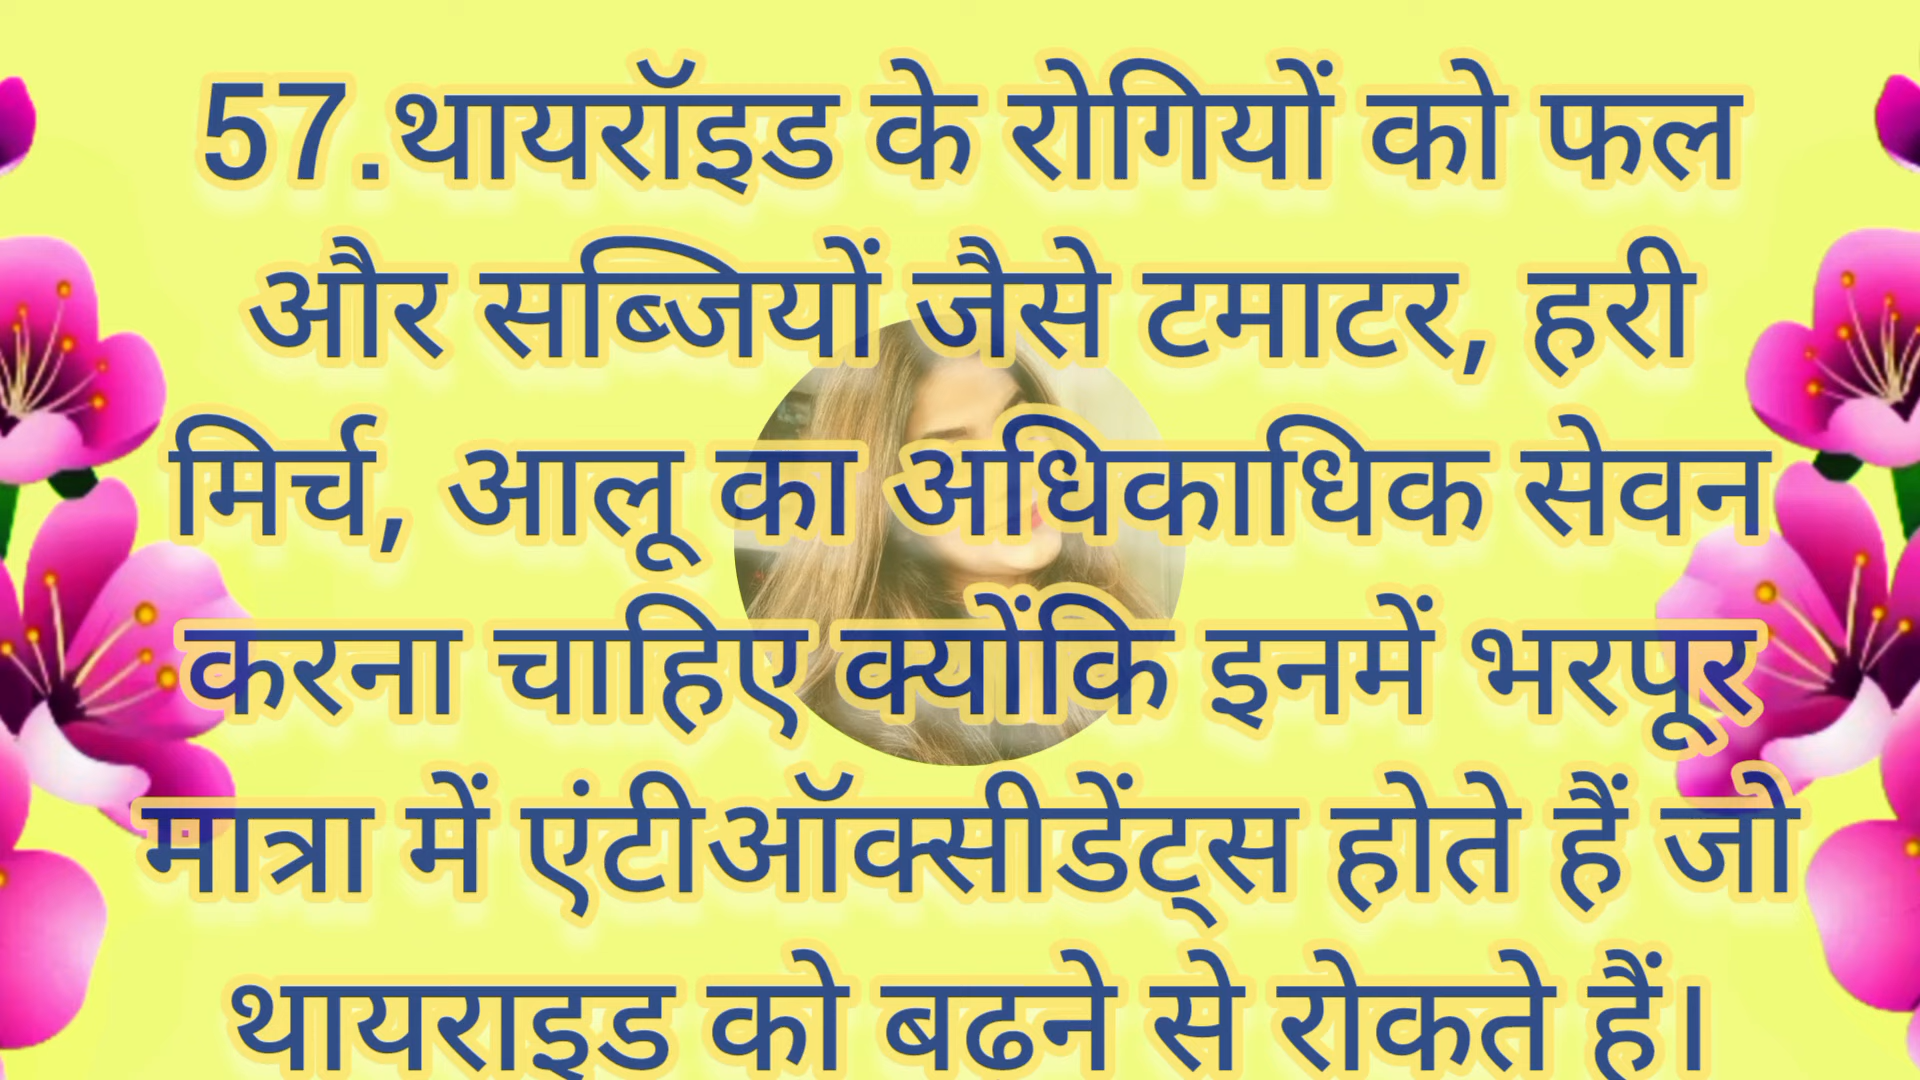 57.थायरॉइड के रोगियों को फल
और सब्जियों जैसे टमाटर, हरी
मिर्च, आलू का अधिकाधिक सेवन
करना चाहिए क्योंकि इनमें भरपूर
मात्रा में एंटीऑक्सीडेंट्स होते हैं जो
थायराइड को बढ़ने से रोकते हैं।